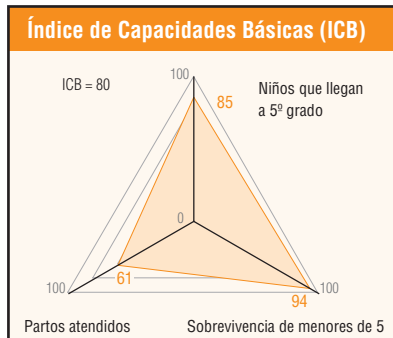 Índice de Capacidades Básicas (ICB)
ICB = 80
100
Niños que llegan
a 5º grado
85
0
61
100
94
100
Partos atendidos
Sobrevivencia de menores de 5